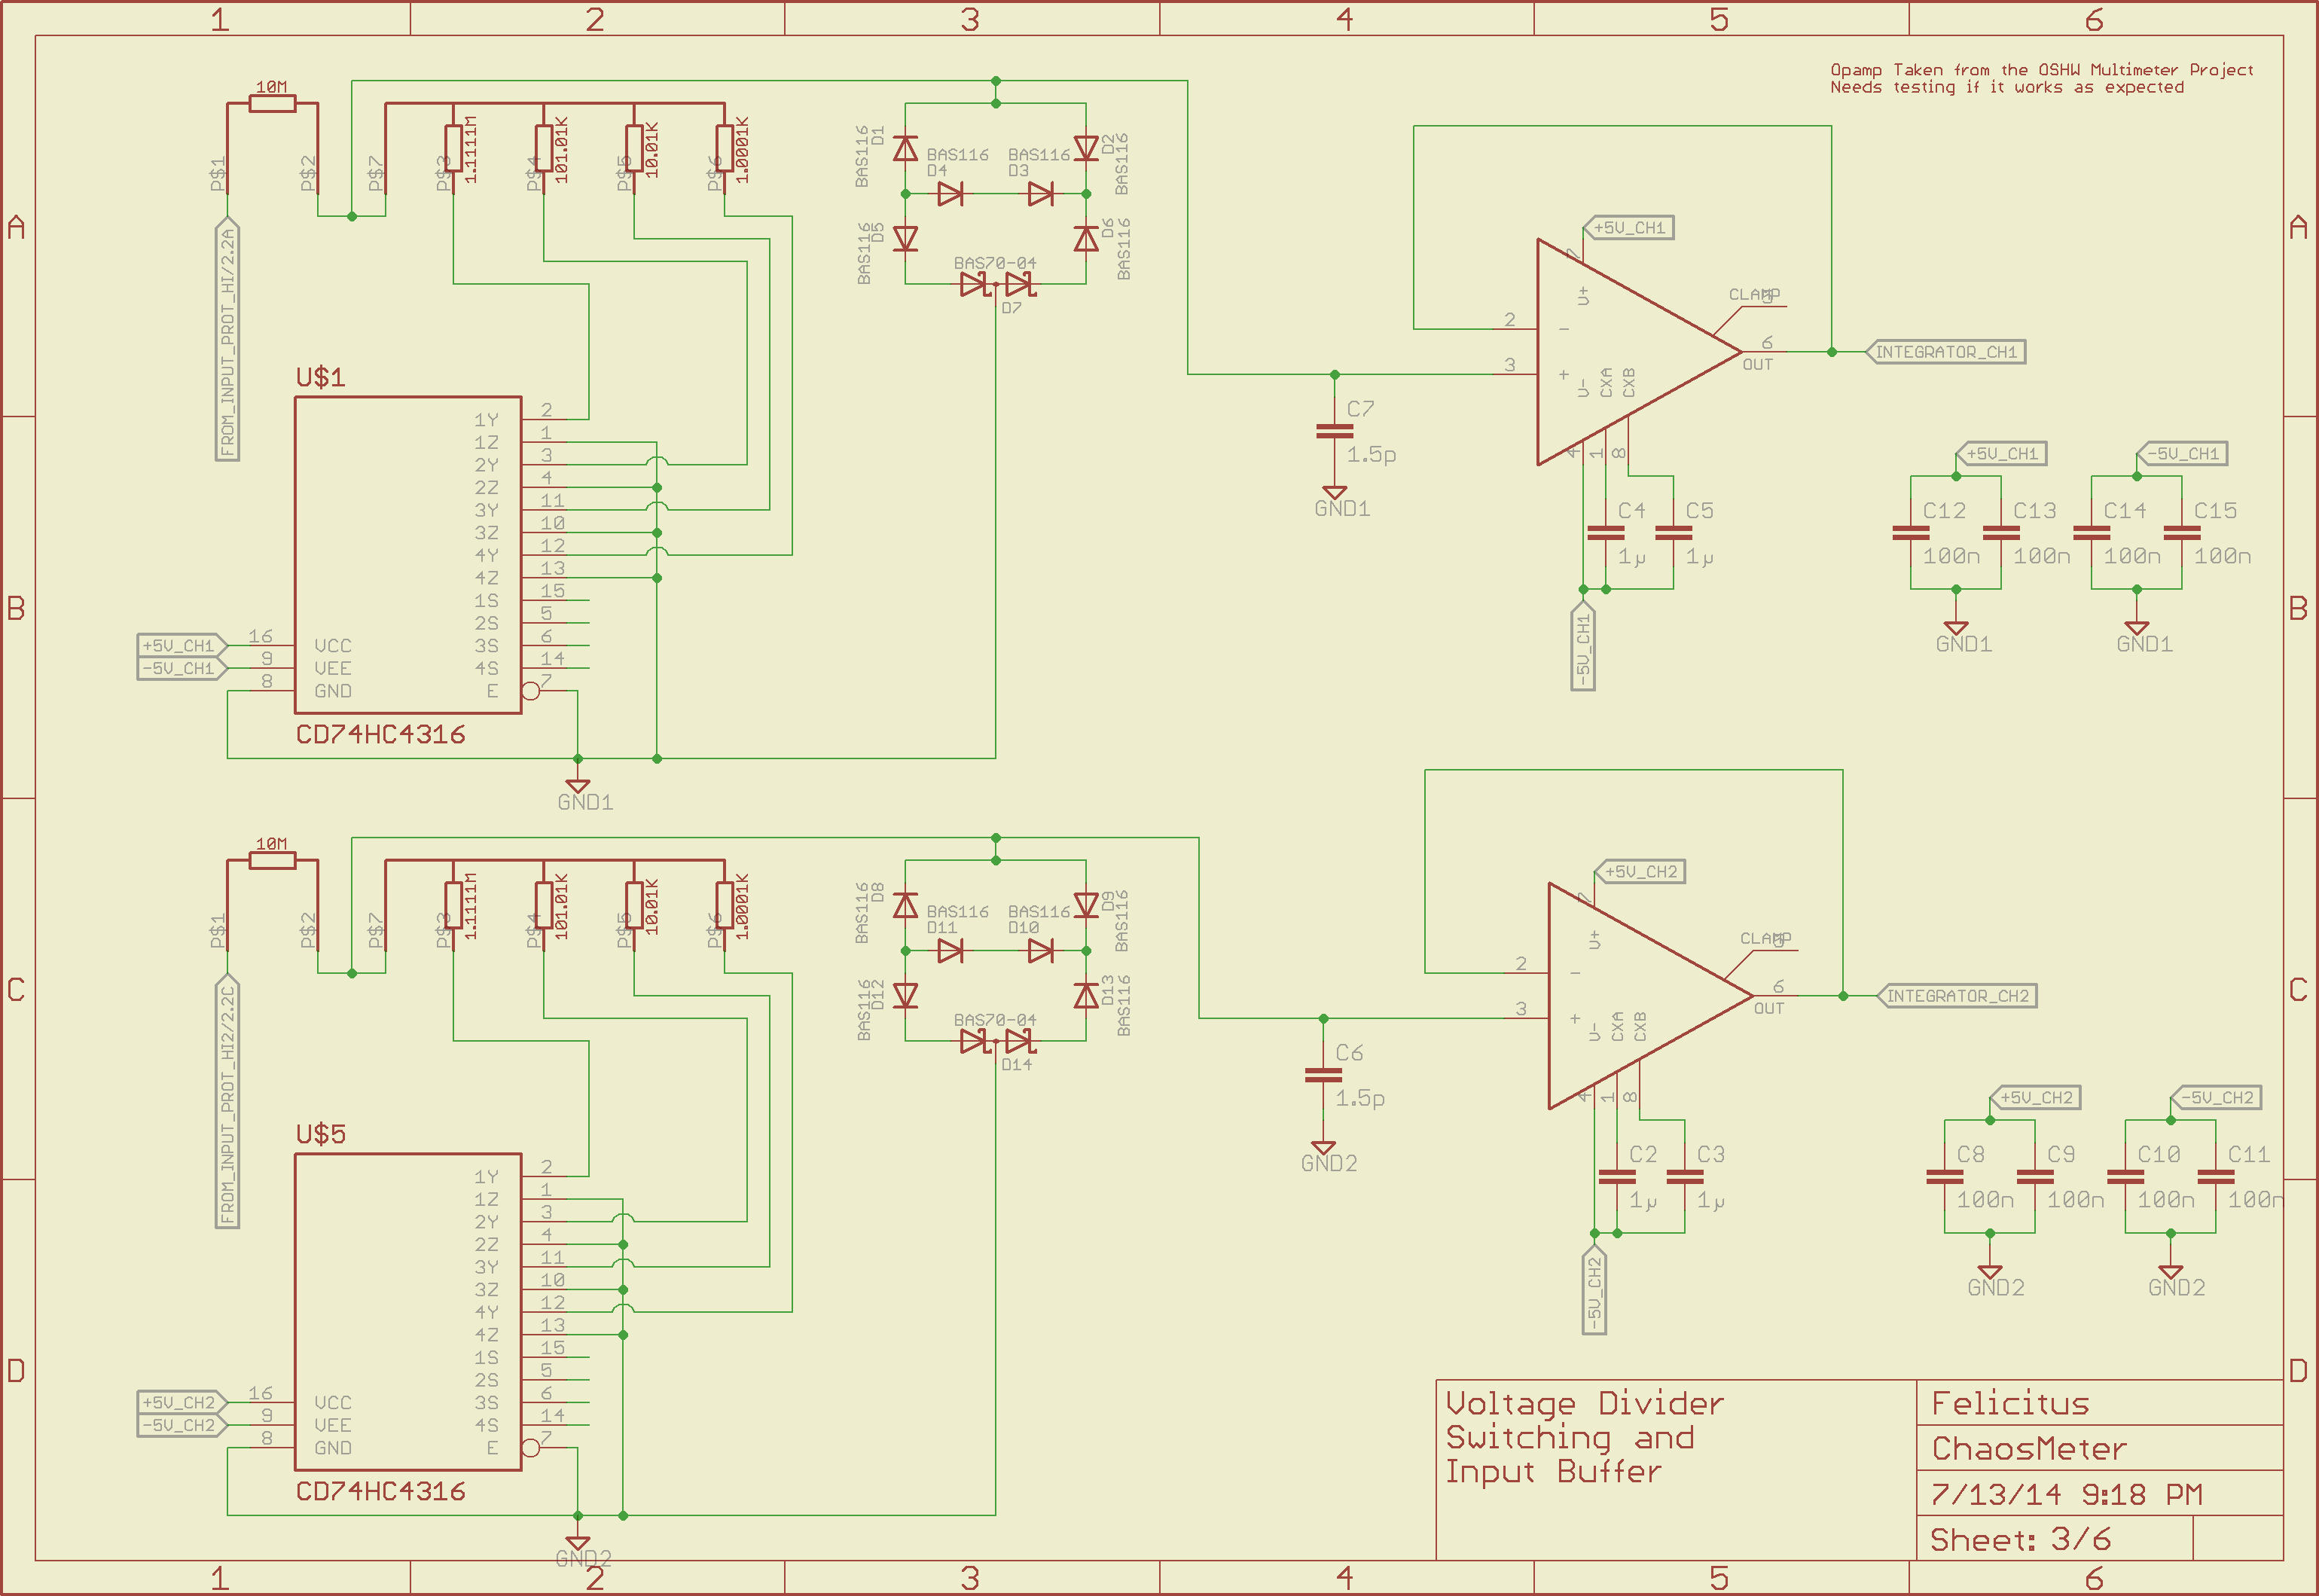 1 2 3 4 5 6
Opamp Taken from the OSHW Multimeter Project
Needs testing if it works as expected
A A
B B
C C
D D
10M
P$1
P$2
P$7
P$3
1.1111M
P$4
101.01K
P$5
10.01K
P$6
1.0001K
FROM_INPUT_PROT_HI/2.2A
BAS116
D1
BAS116
D4
BAS116
D3
D2
BAS116
BAS116
D5
D6
BAS116
BAS70-04
D7
U$1
1Y 2
1Z 1
2Y 3
2Z 4
3Y 11
3Z 10
4Y 12
4Z 13
1S 15
2S 5
3S 6
4S 14
E 7
+5V_CH1 16 VCC
-5V_CH1 9 VEE
8 GND
CD74HC4316
GND1
C7
1.5p
GND1
+5V_CH1
7
V+
CLAMP
5
2 -
3 +
6
OUT
V-
CXA
CXB
4
1
8
INTEGRATOR_CH1
C4
1µ
C5
1µ
-5V_CH1
+5V_CH1
C12
100n
C13
100n
GND1
-5V_CH1
C14
100n
C15
100n
GND1
10M
P$1
P$2
P$7
P$3
1.1111M
P$4
101.01K
P$5
10.01K
P$6
1.0001K
FROM_INPUT_PROT_HI2/2.2C
BAS116
D8
BAS116
D11
BAS116
D10
D9
BAS116
BAS116
D12
D13
BAS116
BAS70-04
D14
U$5
1Y 2
1Z 1
2Y 3
2Z 4
3Y 11
3Z 10
4Y 12
4Z 13
1S 15
2S 5
3S 6
4S 14
E 7
+5V_CH2 16 VCC
-5V_CH2 9 VEE
8 GND
CD74HC4316
GND2
C6
1.5p
GND2
+5V_CH2
7
V+
CLAMP
5
2 -
3 +
6
OUT
V-
CXA
CXB
4
1
8
INTEGRATOR_CH2
C2
1µ
C3
1µ
-5V_CH2
+5V_CH2
C8
100n
C9
100n
GND2
-5V_CH2
C10
100n
C11
100n
GND2
Voltage Divider
Switching and
Input Buffer
Felicitus
ChaosMeter
7/13/14 9:18 PM
Sheet: 3/6
1 2 3 4 5 6